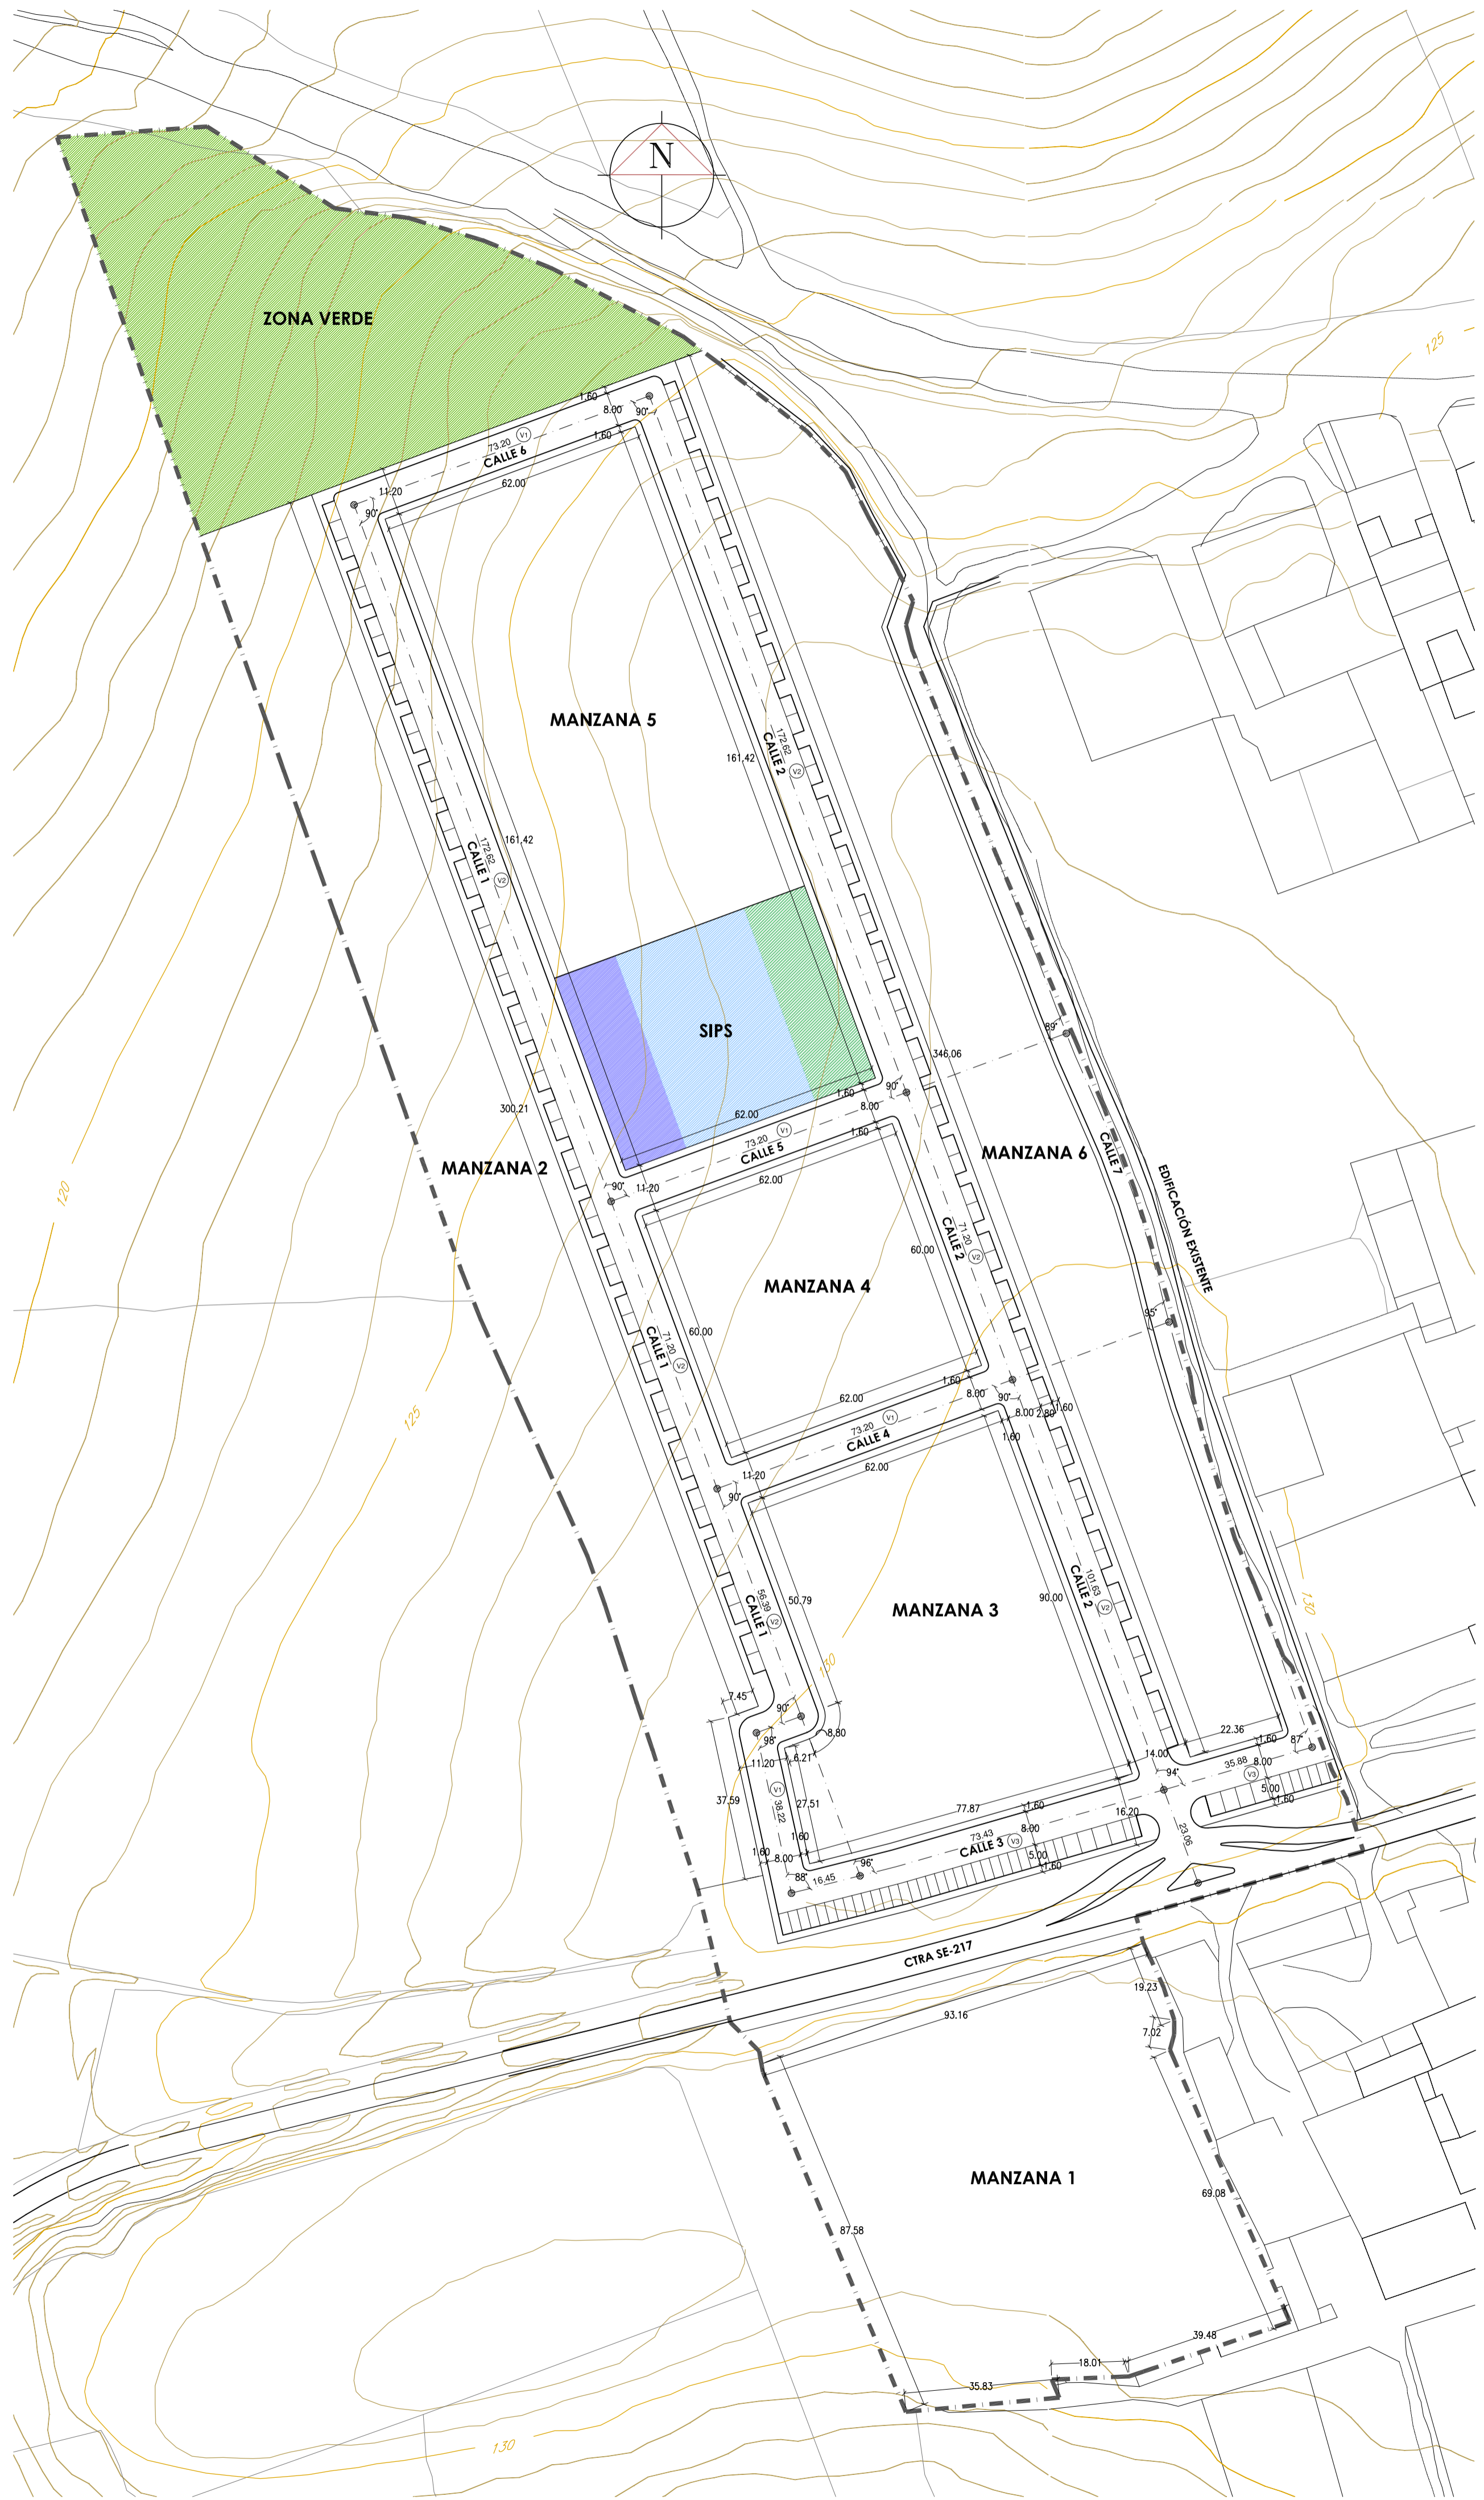 N
ZONA VERDE
125
1.60
8.00
90°
1.60
73.20
V1
CALLE 6
62.00
11.20
90°
MANZANA 5
172.62
CALLE 2
V2
161.42
161.42
172.62
CALLE 1
V2
SIPS
89°
346.06
300.21
62.00
1.60
90°
8.00
1.60
73.20
V1
CALLE 5
MANZANA 6
CALLE 7
EDIFICACIÓN EXISTENTE
MANZANA 2
90°
11.20
62.00
120
71.20
CALLE 2
V2
60.00
MANZANA 4
95°
60.00
71.20
CALLE 1
V2
62.00
1.60
8.00
90°
8.00
2.80
1.60
1.60
73.20
V1
CALLE 4
62.00
125
11.20
90°
50.79
56.39
CALLE 1
V2
MANZANA 3
90.00
101.63
CALLE 2
V2
130
130
7.45
90°
98°
8.80
11.20
6.21
22.36
1.60
87°
14.00
94°
35.88
8.00
V3
5.00
1.60
37.59
V1
38.22
27.51
77.87
1.60
16.20
73.43
8.00
CALLE 3
V3
5.00
1.60
23.06
1.60
1.60
8.00
88°
16.45
96°
CTRA SE-217
19.23
93.16
7.02
MANZANA 1
69.08
87.58
39.48
18.01
35.83
130